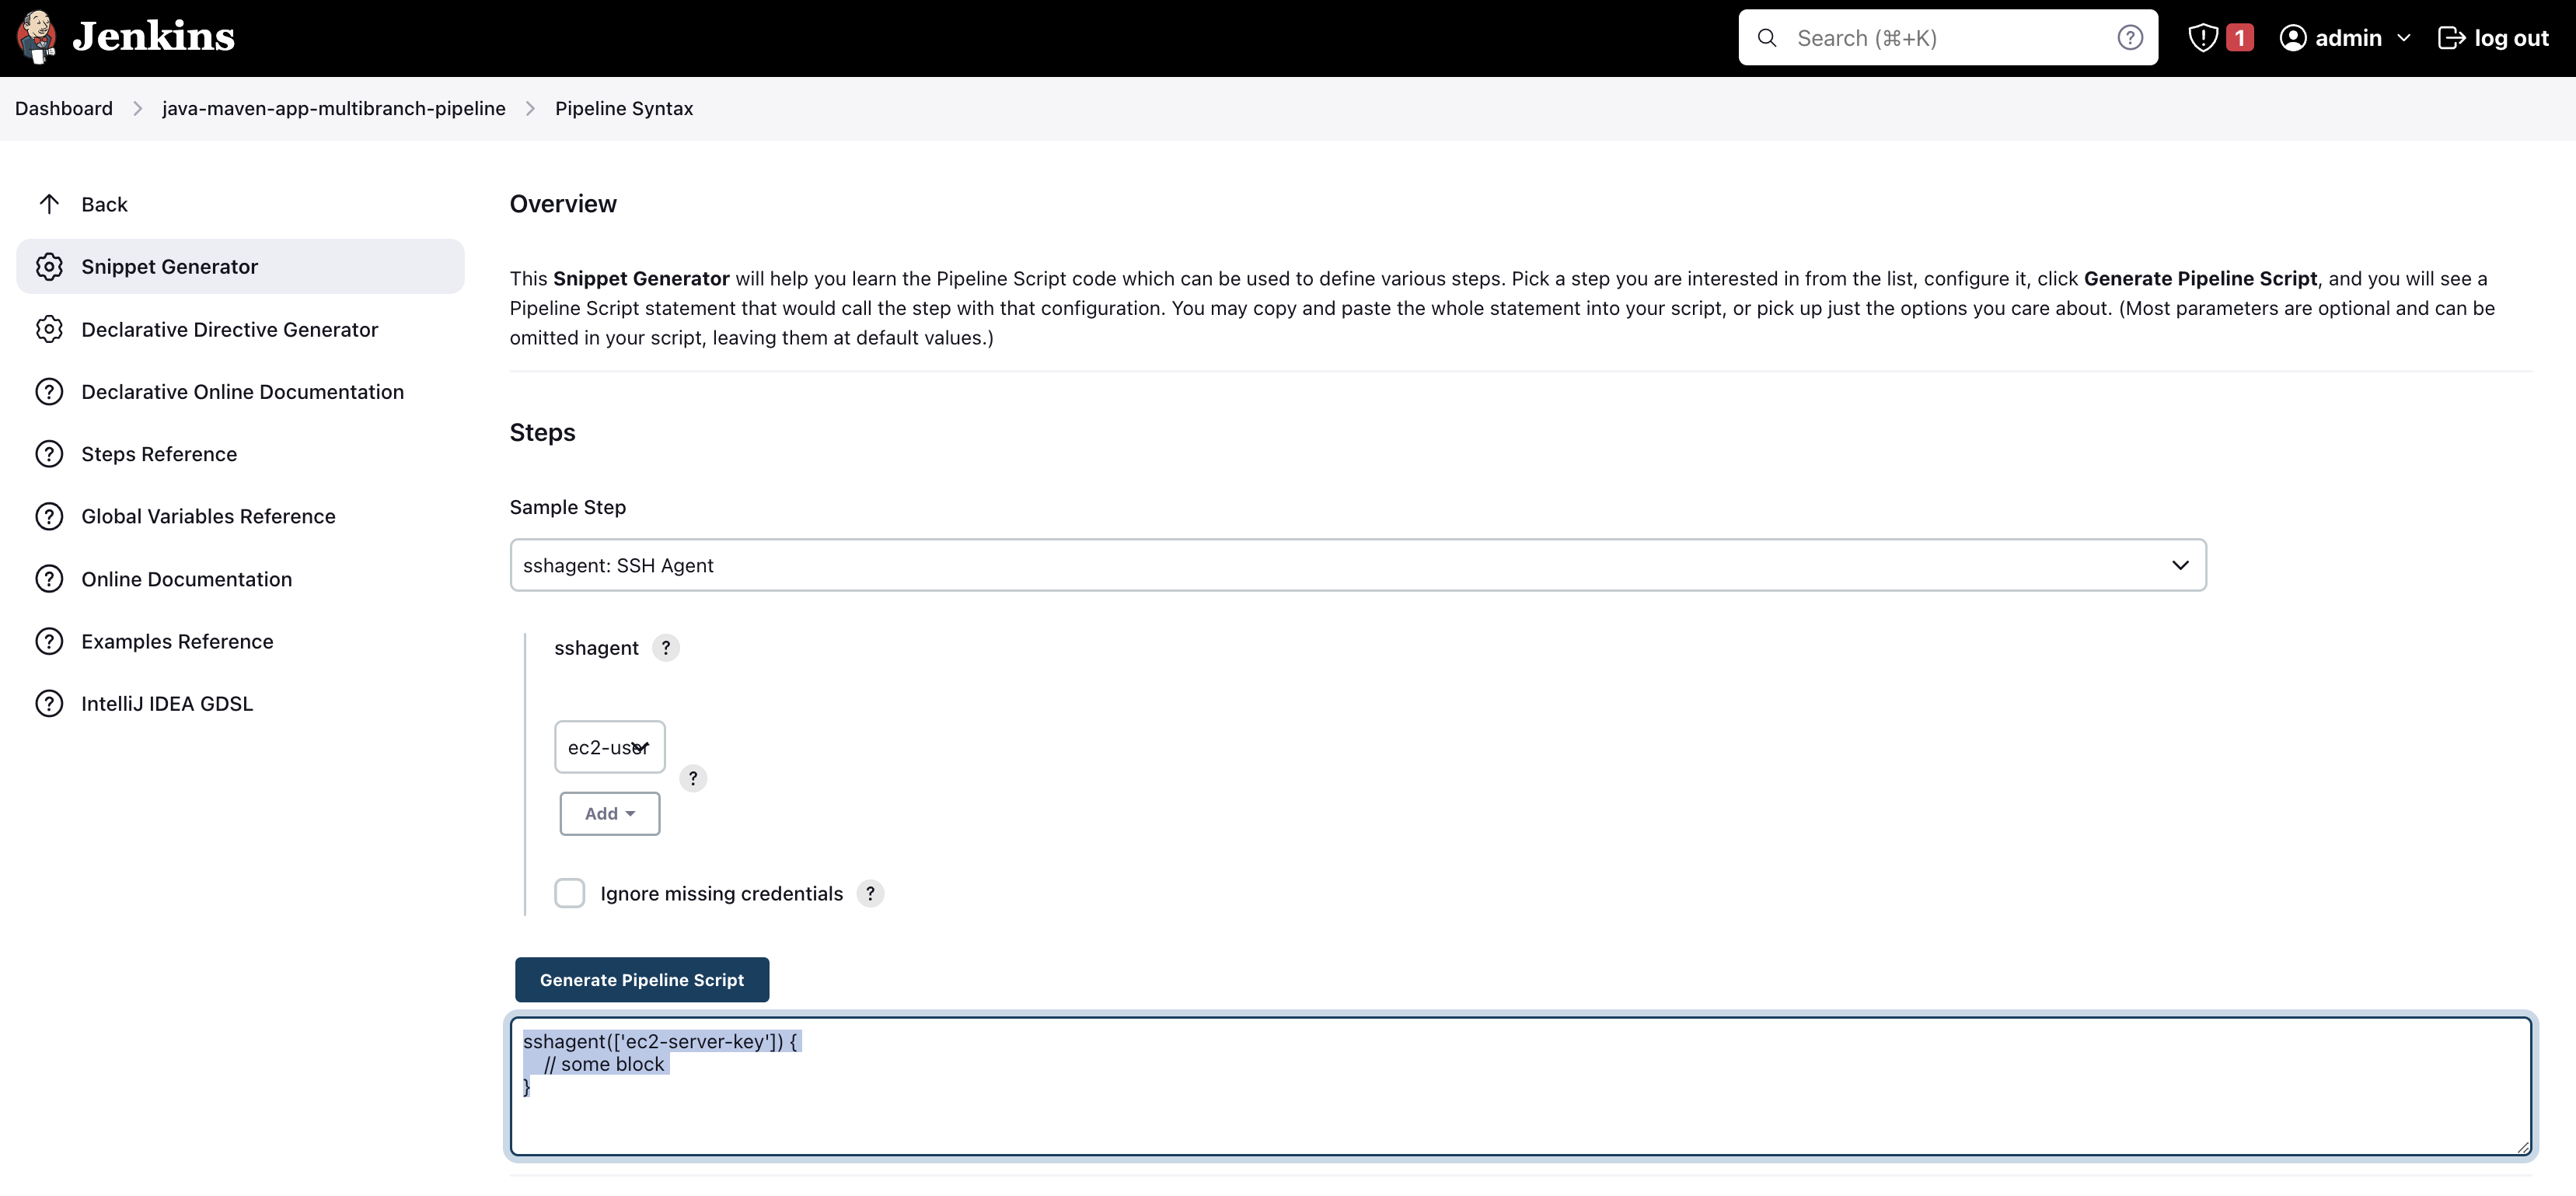 Jenkins
Search (⌘+K)
?
1
admin
log out
Dashboard
java-maven-app-multibranch-pipeline
Pipeline Syntax
Back
Snippet Generator
Declarative Directive Generator
? Declarative Online Documentation
? Steps Reference
? Global Variables Reference
? Online Documentation
? Examples Reference
? IntelliJ IDEA GDSL
Overview
This Snippet Generator will help you learn the Pipeline Script code which can be used to define various steps. Pick a step you are interested in from the list, configure it, click Generate Pipeline Script, and you will see a
Pipeline Script statement that would call the step with that configuration. You may copy and paste the whole statement into your script, or pick up just the options you care about. (Most parameters are optional and can be
omitted in your script, leaving them at default values.)
Steps
Sample Step
sshagent: SSH Agent
sshagent ?
ec2-user
?
Add
Ignore missing credentials ?
Generate Pipeline Script
sshagent(['ec2-server-key']) {
// some block
}